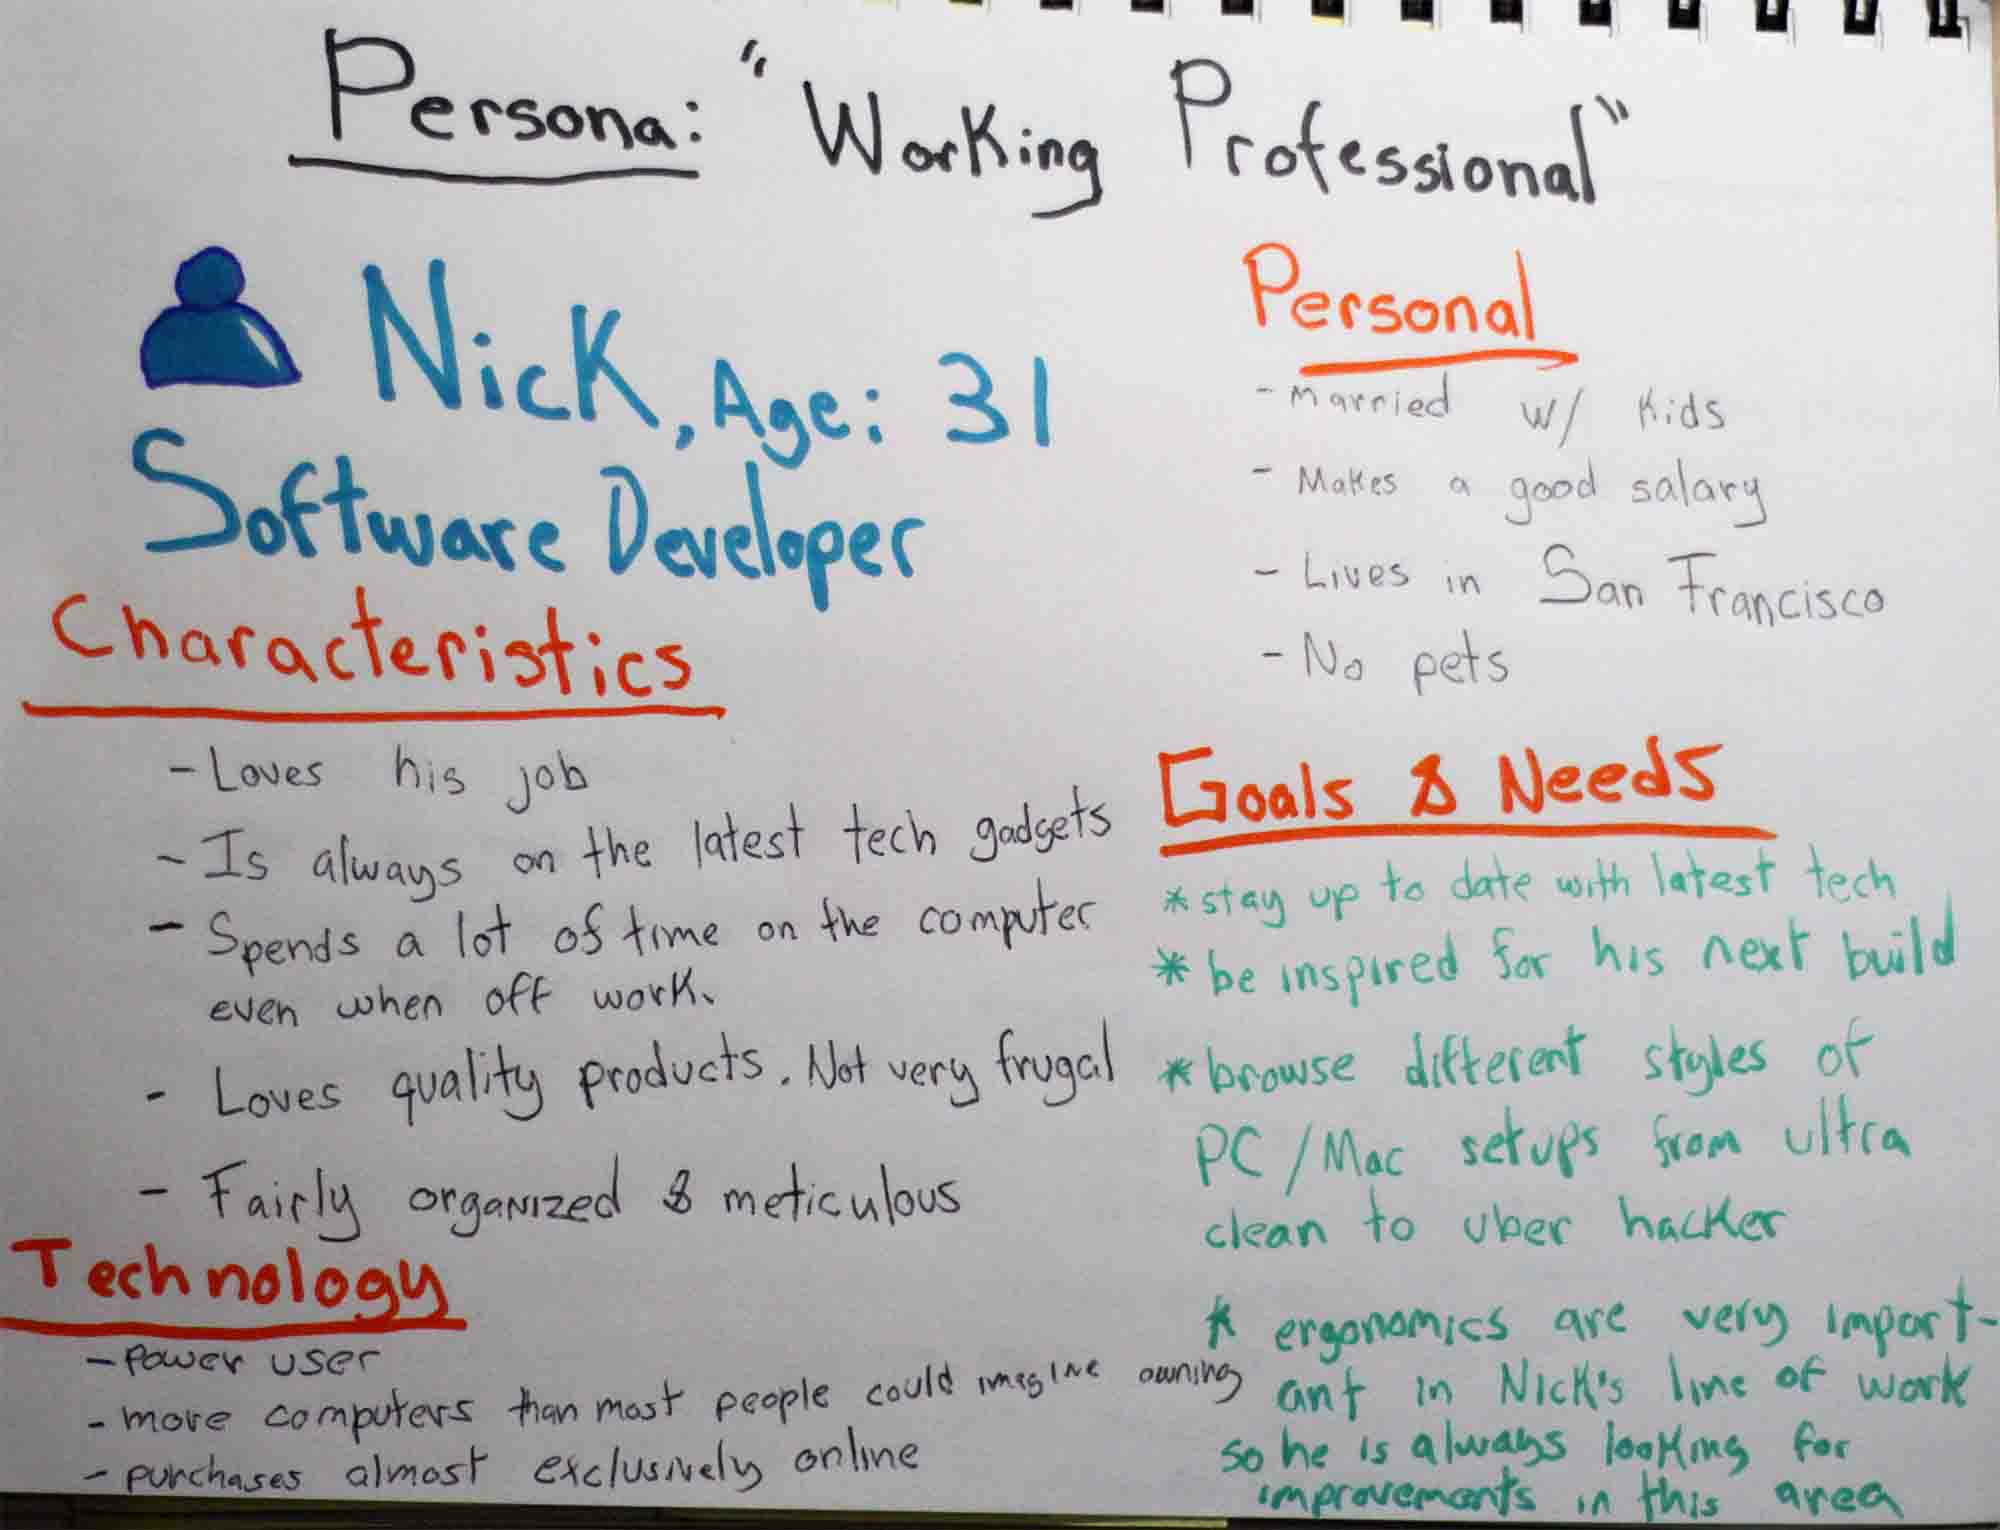 Persona: "Working Professional"
Nick, Age: 31
Software Developer
Characteristics
- Loves his job
- Is always on the latest tech gadgets
- Spends a lot of time on the computer
even when off work.
- Loves quality products. Not very frugal
- Fairly organized & meticulous
Technology
- power user
- more computers than most people could imagine owning
- purchases almost exclusively online
Personal
- Married w/ kids
- Makes a good salary
- Lives in San Francisco
- No pets
Goals & Needs
* stay up to date with latest tech
* be inspired for his next build
* browse different styles of
PC/Mac setups from ultra
clean to uber hacker
* ergonomics are very import-
ant in Nick's line of work
so he is always looking for
improvements in this area